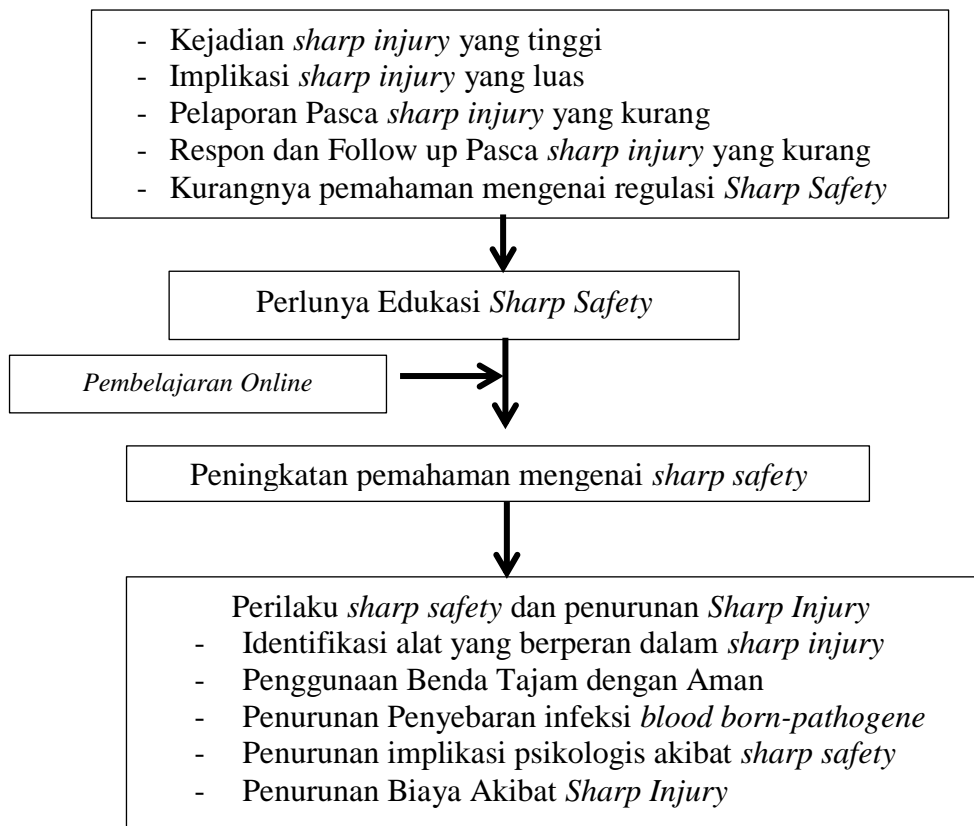 - Kejadian sharp injury yang tinggi
- Implikasi sharp injury yang luas
- Pelaporan Pasca sharp injury yang kurang
- Respon dan Follow up Pasca sharp injury yang kurang
- Kurangnya pemahaman mengenai regulasi Sharp Safety
Perlunya Edukasi Sharp Safety
Pembelajaran Online
Peningkatan pemahaman mengenai sharp safety
Perilaku sharp safety dan penurunan Sharp Injury
- Identifikasi alat yang berperan dalam sharp injury
- Penggunaan Benda Tajam dengan Aman
- Penurunan Penyebaran infeksi blood born-pathogene
- Penurunan implikasi psikologis akibat sharp safety
- Penurunan Biaya Akibat Sharp Injury